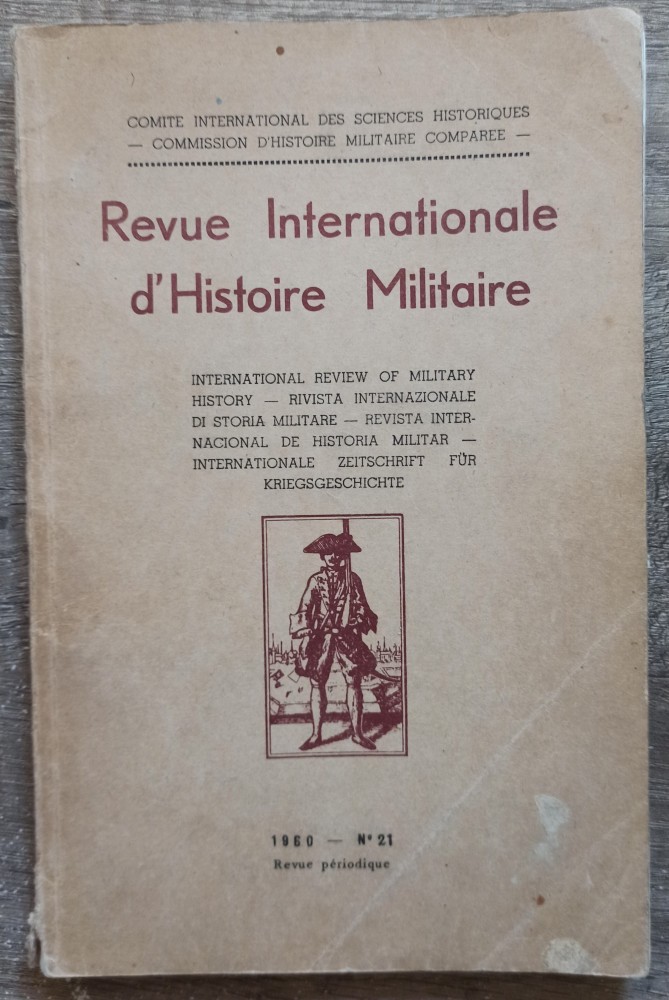 COMITE INTERNATIONAL DES SCIENCES HISTORIQUES
— COMMISSION D'HISTOIRE MILITAIRE COMPAREE —
Revue Internationale
d'Histoire Militaire
INTERNATIONAL REVIEW OF MILITARY
HISTORY — RIVISTA INTERNAZIONALE
DI STORIA MILITARE — REVISTA INTER-
NACIONAL DE HISTORIA MILITAR —
INTERNATIONALE ZEITSCHRIFT FÜR
KRIEGSGESCHICHTE
1960 — N° 21
Revue périodique